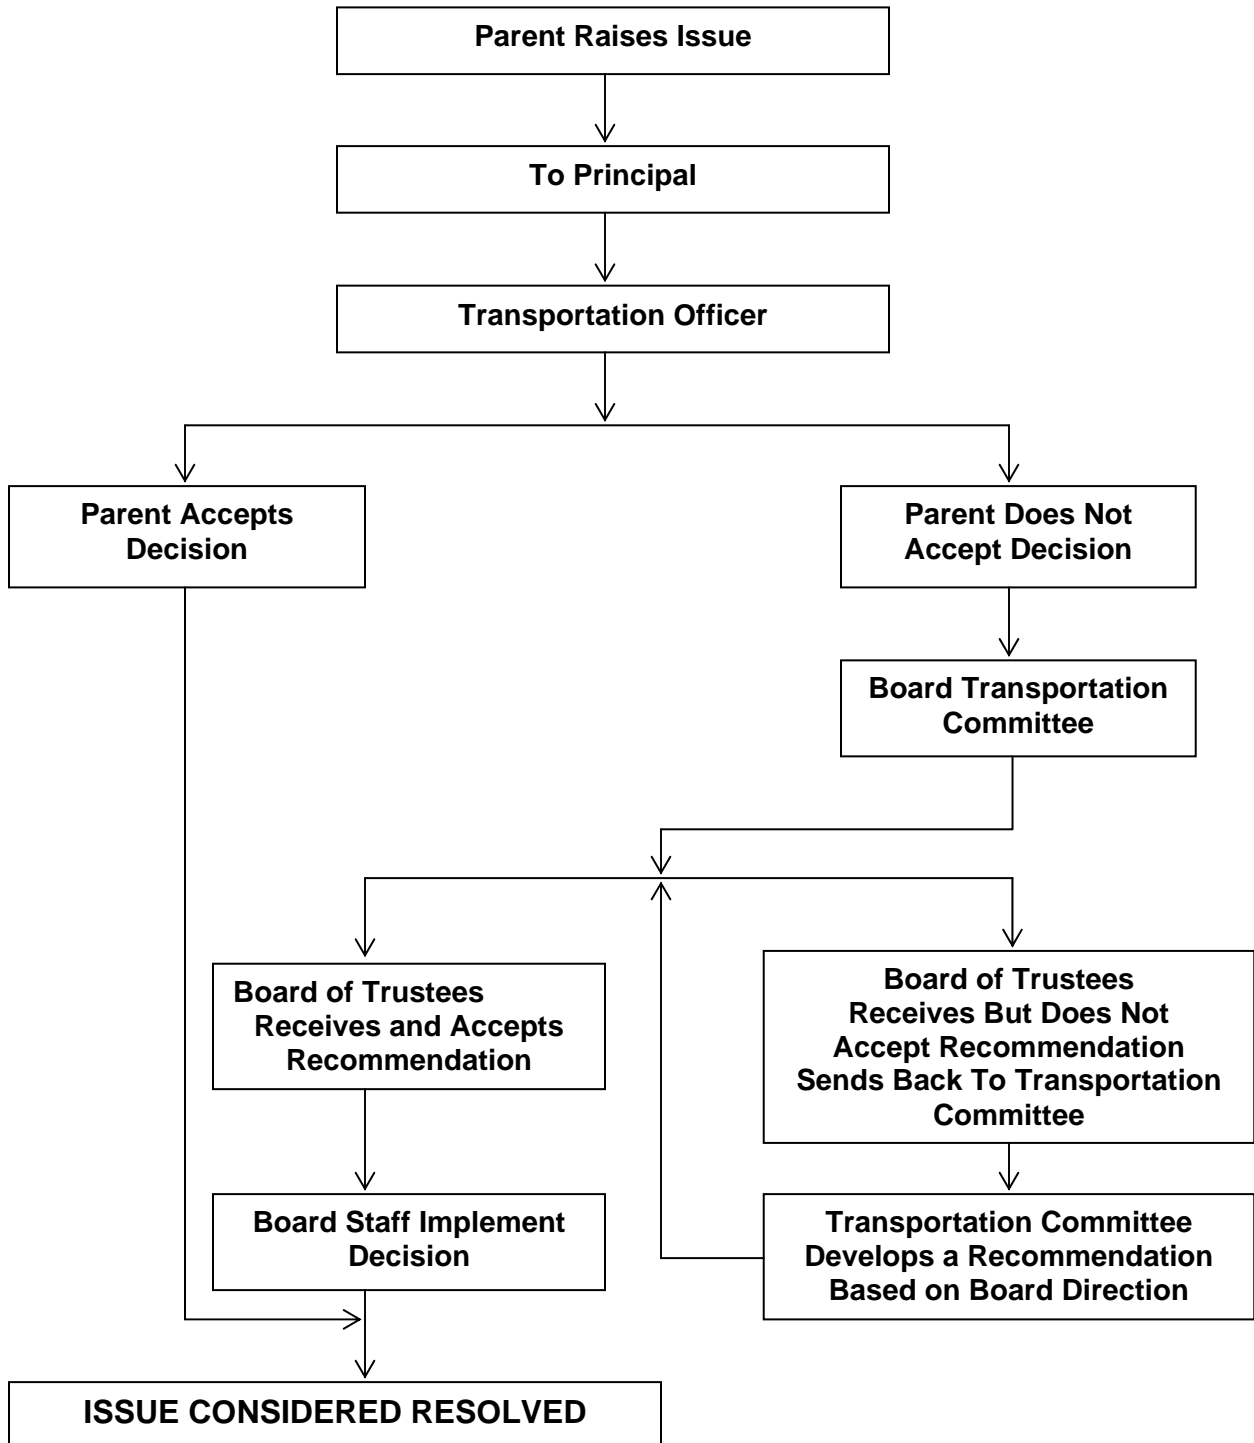 Parent Raises Issue
To Principal
Transportation Officer
Parent Accepts
Decision
Parent Does Not
Accept Decision
Board Transportation
Committee
Board of Trustees
Receives and Accepts
Recommendation
Board of Trustees
Receives But Does Not
Accept Recommendation
Sends Back To Transportation
Committee
Board Staff Implement
Decision
Transportation Committee
Develops a Recommendation
Based on Board Direction
ISSUE CONSIDERED RESOLVED